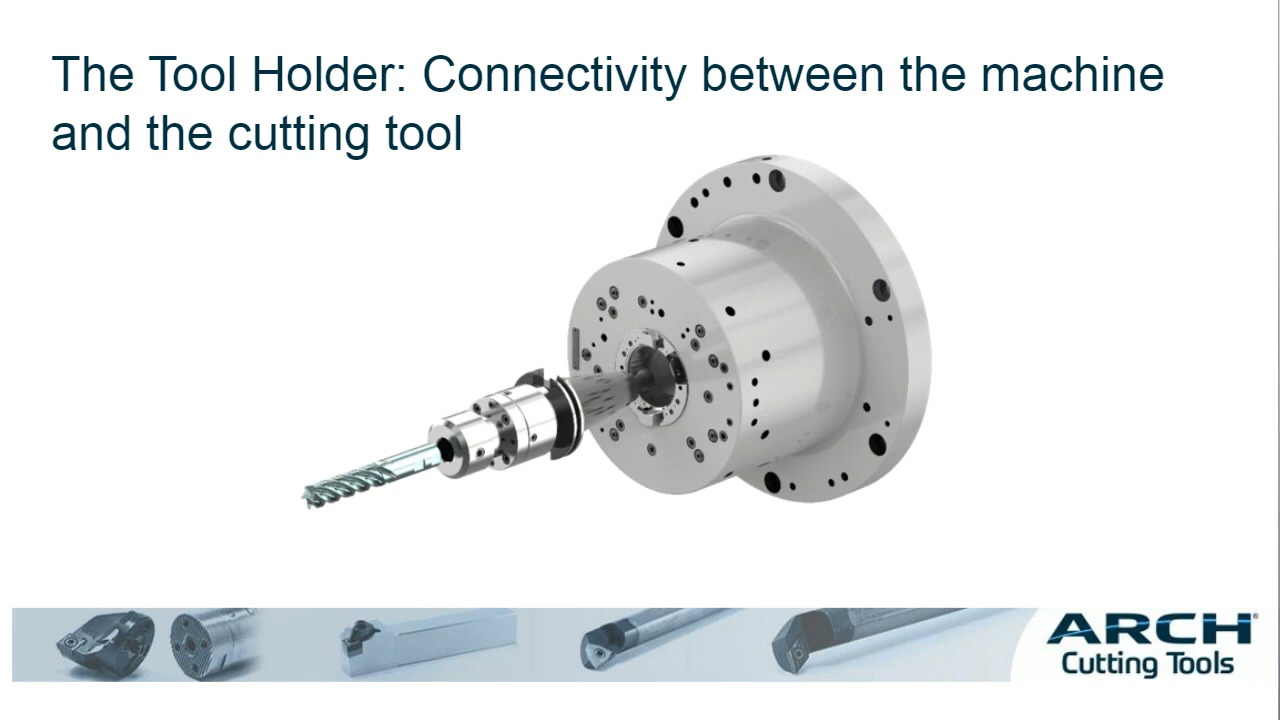 The Tool Holder: Connectivity between the machine
and the cutting tool
ARCH®
Cutting Tools